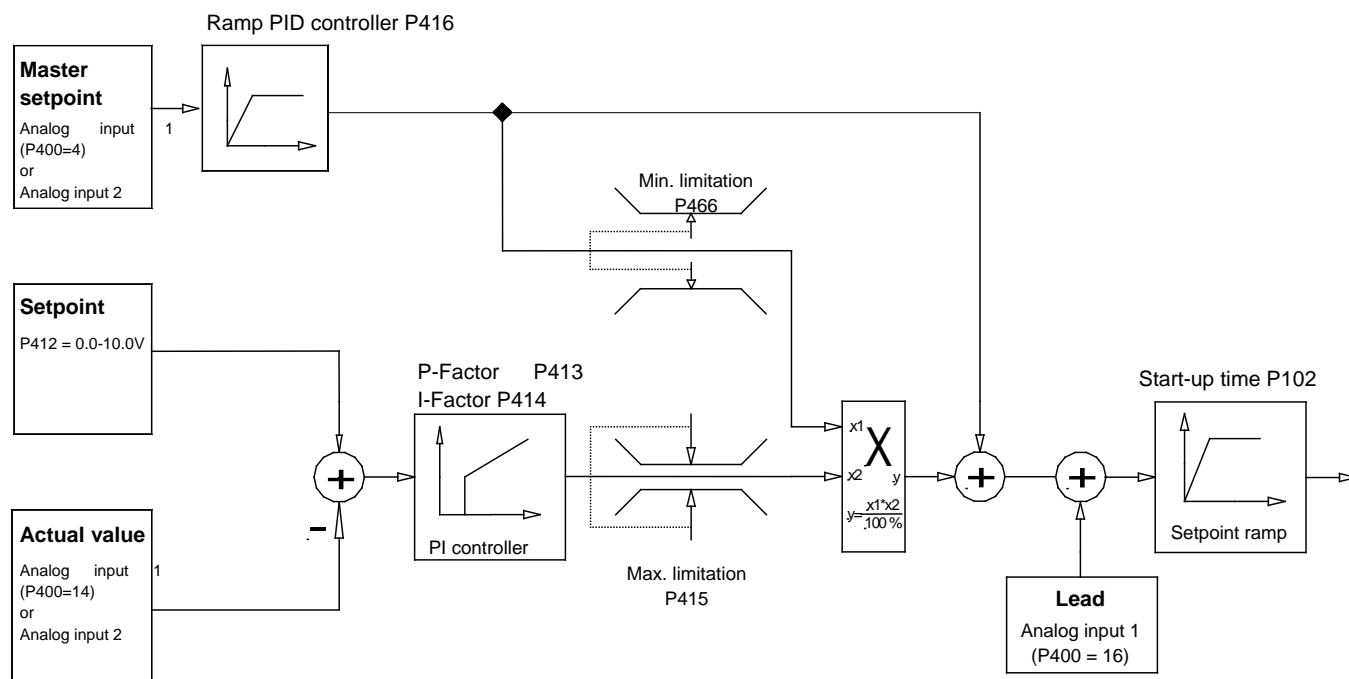 Ramp PID controller P416
Master
setpoint
Analog input 1
(P400=4)
or
Analog input 2
Min. limitation
P466
Setpoint
P412 = 0.0-10.0V
P-Factor P413
I-Factor P414
Start-up time P102
x1
X
x2
y
y= x1*x2
100 %
+
+
+
-
PI controller
Setpoint ramp
Actual value
Analog input 1
(P400=14)
or
Analog input 2
Max. limitation
P415
Lead
Analog input 1
(P400 = 16)